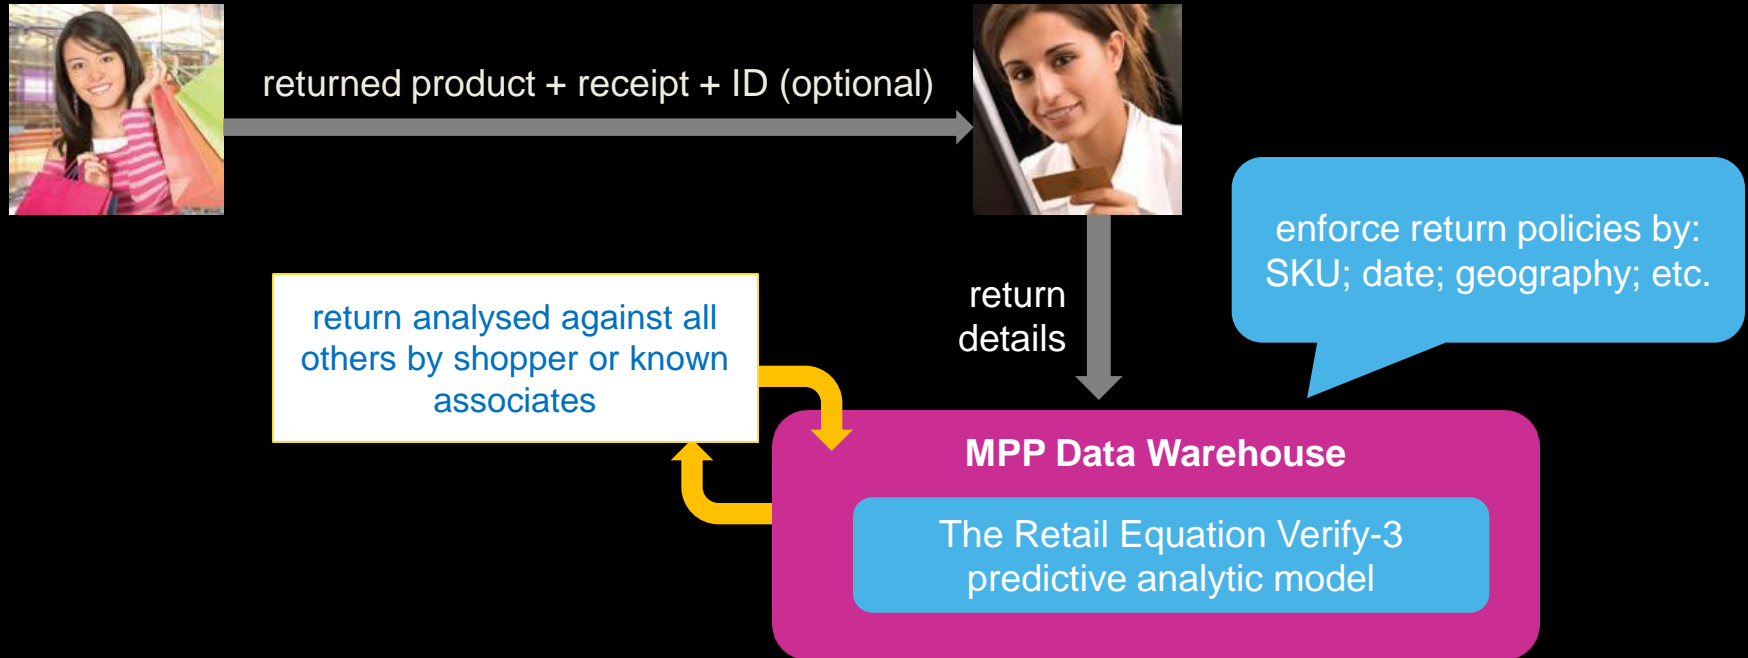 returned product + receipt + ID (optional)
enforce return policies by:
SKU; date; geography; etc.
return
details
return analysed against all
others by shopper or known
associates
MPP Data Warehouse
The Retail Equation Verify-3
predictive analytic model